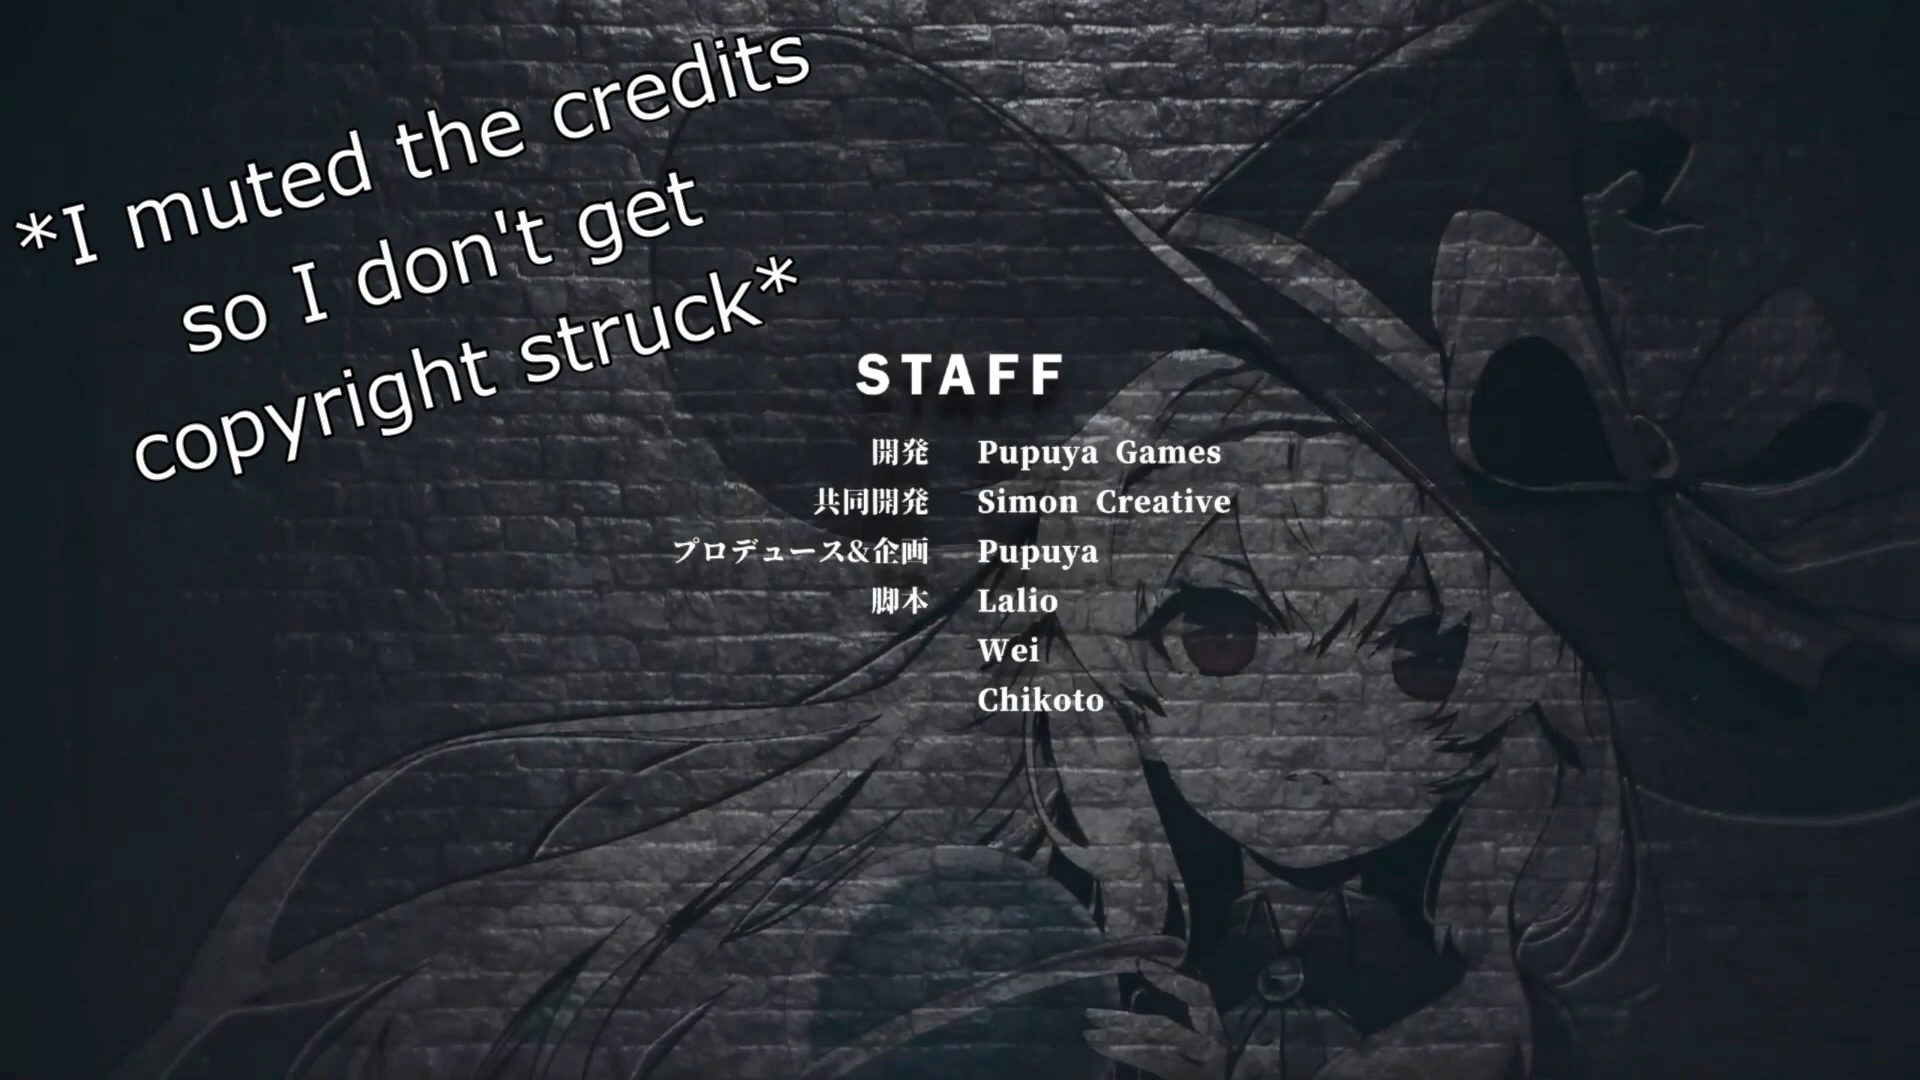 *I muted the credits
so I don't get
copyright struck*
STAFF
開発 Pupuya Games
共同開発 Simon Creative
プロデュース&企画 Pupuya
脚本 Lalio
Wei
Chikoto